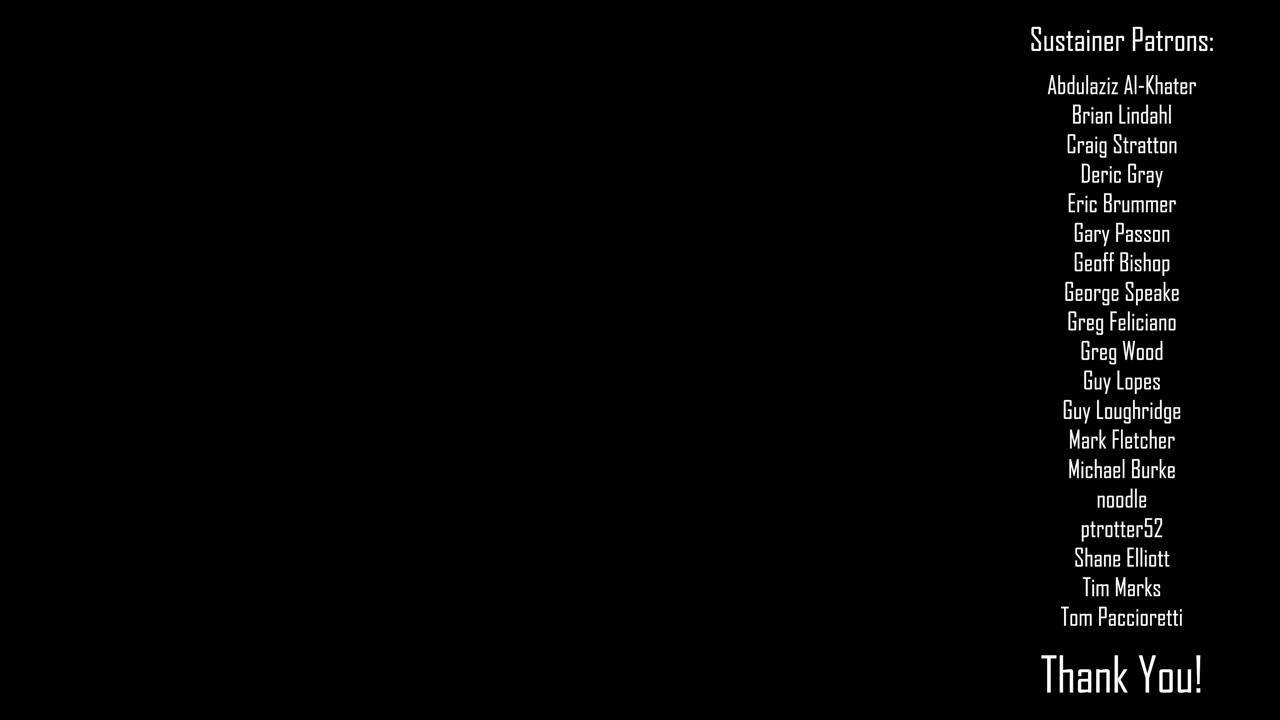 Sustainer Patrons:
Abdulaziz Al-Khater
Brian Lindahl
Craig Stratton
Deric Gray
Eric Brummer
Gary Passon
Geoff Bishop
George Speake
Greg Feliciano
Greg Wood
Guy Lopes
Guy Loughridge
Mark Fletcher
Michael Burke
noodle
ptrotter52
Shane Elliott
Tim Marks
Tom Paccioretti
Thank You!